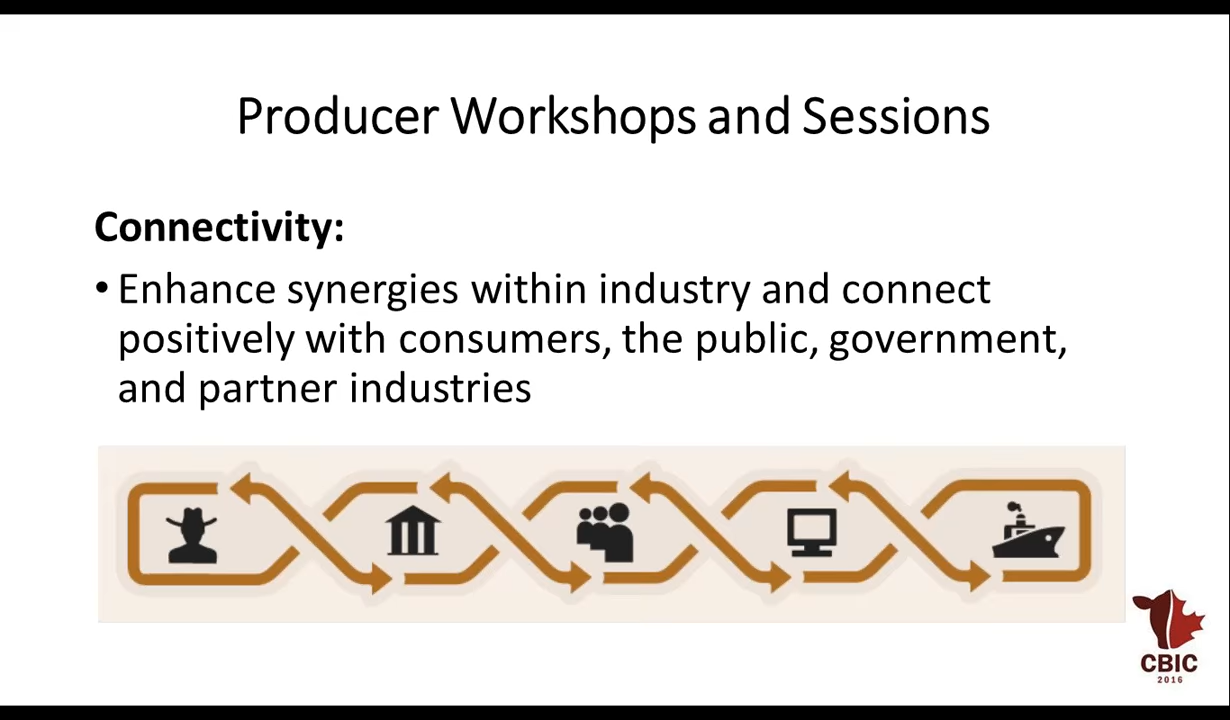 Producer Workshops and Sessions
Connectivity:
• Enhance synergies within industry and connect
positively with consumers, the public, government,
and partner industries
CBIC
2016